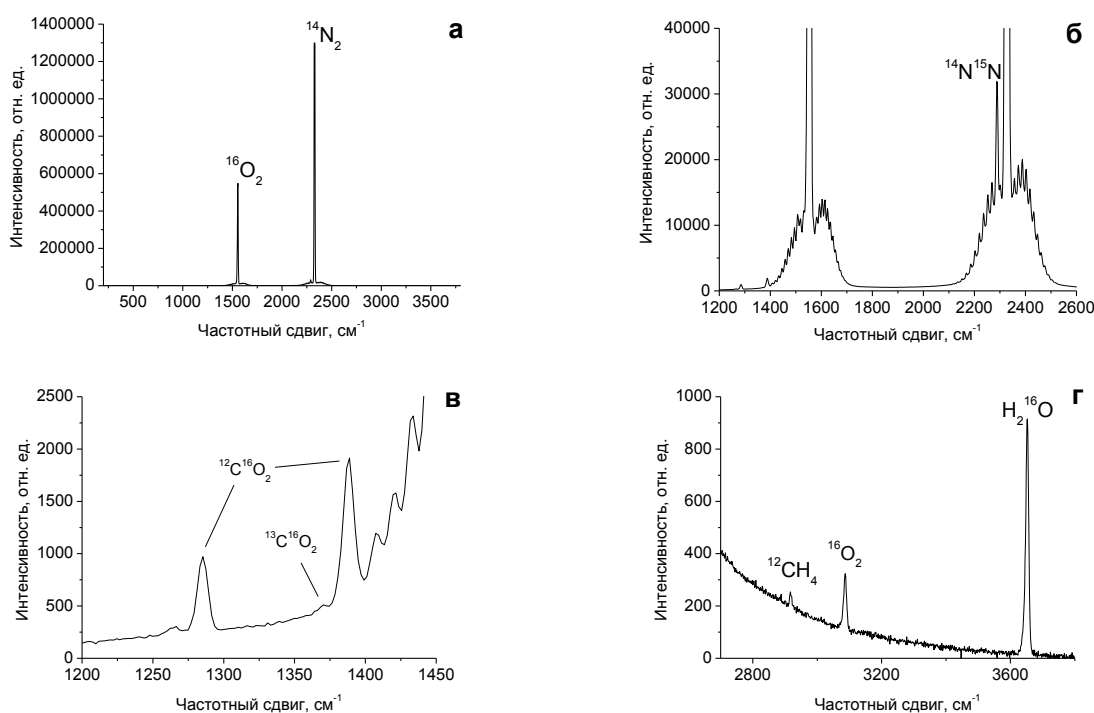 а
Интенсивность, отн. ед.
1400000
1200000
1000000
800000
600000
400000
200000
0
¹⁶O₂
¹⁴N₂
500 1000 1500 2000 2500 3000 3500
Частотный сдвиг, см⁻¹
б
Интенсивность, отн. ед.
40000
30000
20000
10000
0
¹⁴N¹⁵N
1200 1400 1600 1800 2000 2200 2400 2600
Частотный сдвиг, см⁻¹
в
Интенсивность, отн. ед.
2500
2000
1500
1000
500
0
¹²C¹⁶O₂
¹³C¹⁶O₂
1200 1250 1300 1350 1400 1450
Частотный сдвиг, см⁻¹
г
Интенсивность, отн. ед.
1000
800
600
400
200
0
¹²CH₄
¹⁶O₂
H₂¹⁶O
2800 3200 3600
Частотный сдвиг, см⁻¹